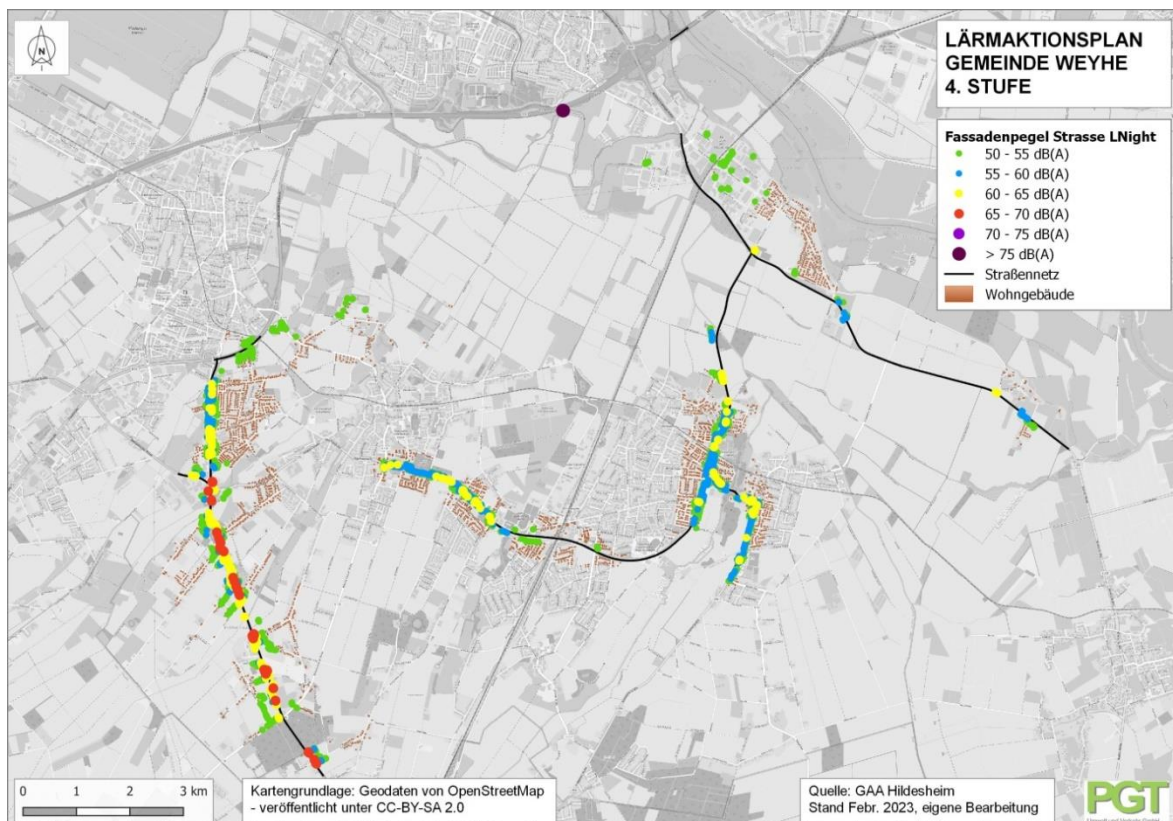 N
LÄRMAKTIONSPLAN
GEMEINDE WEYHE
4. STUFE
Fassadenpegel Strasse LNight
50 - 55 dB(A)
55 - 60 dB(A)
60 - 65 dB(A)
65 - 70 dB(A)
70 - 75 dB(A)
> 75 dB(A)
Straßennetz
Wohngebäude
0 1 2 3 km
Kartengrundlage: Geodaten von OpenStreetMap
- veröffentlicht unter CC-BY-SA 2.0
Quelle: GAA Hildesheim
Stand Febr. 2023, eigene Bearbeitung
PGT